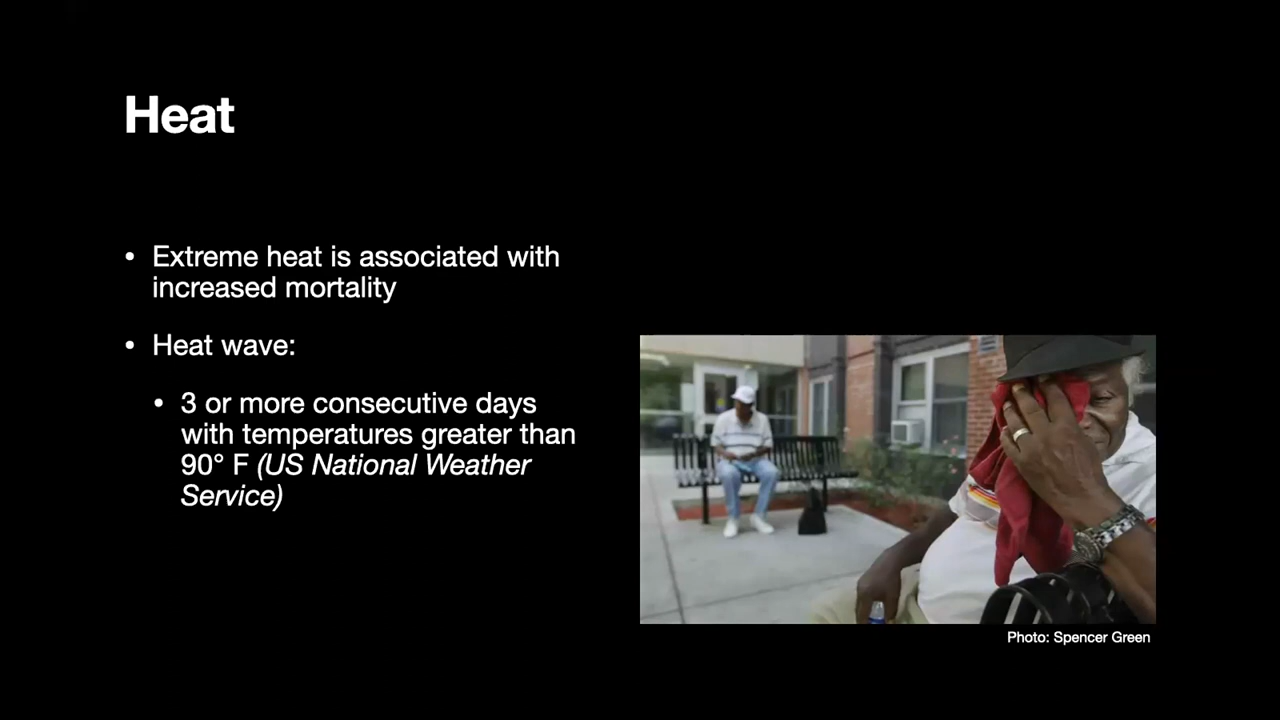 Heat
• Extreme heat is associated with
increased mortality
• Heat wave:
• 3 or more consecutive days
with temperatures greater than
90° F (US National Weather
Service)
Photo: Spencer Green